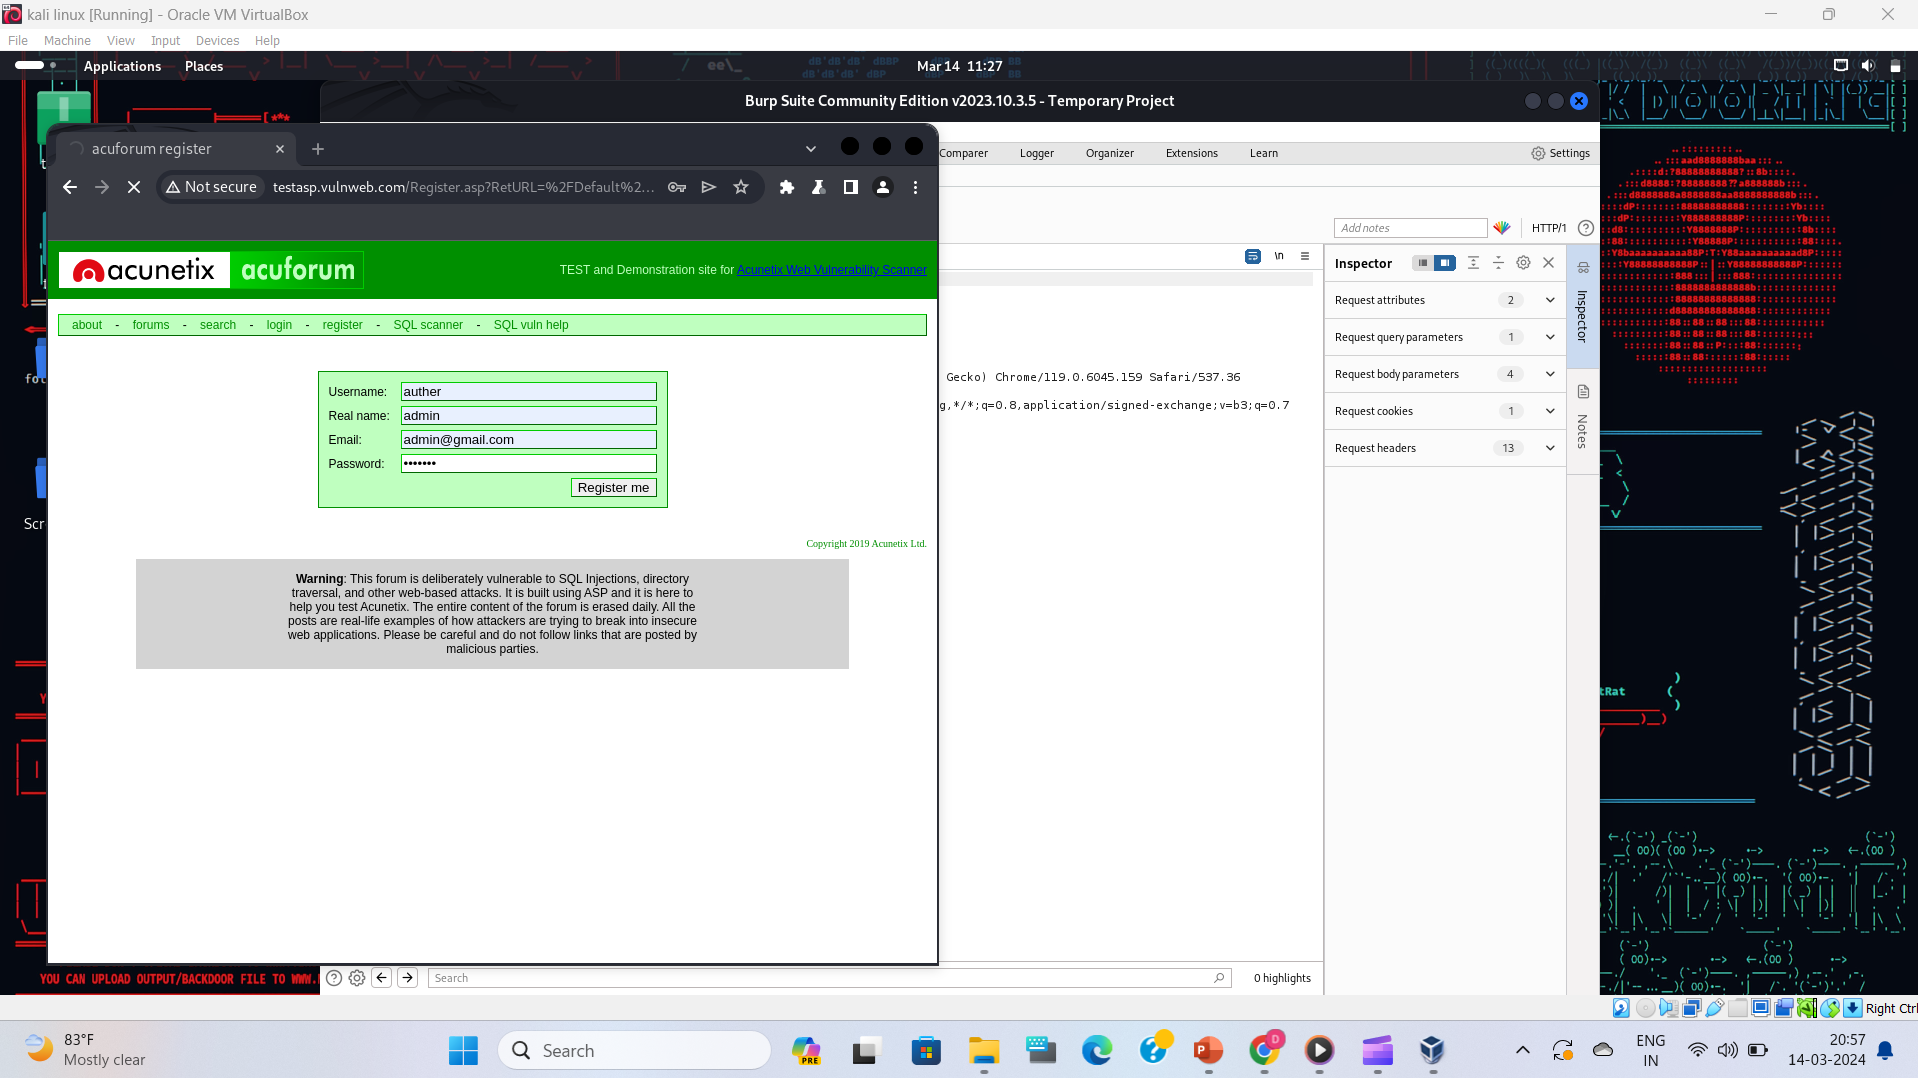 kali linux [Running] - Oracle VM VirtualBox
File Machine View Input Devices Help
Applications Places
Mar 14 11:27
Burp Suite Community Edition v2023.10.3.5 - Temporary Project
acuforum register
Comparer Logger Organizer Extensions Learn
Settings
Not secure
testasp.vulnweb.com/Register.asp?RetURL=%2FDefault%2...
Add notes
HTTP/1
acunetix acuforum
TEST and Demonstration site for Acunetix Web Vulnerability Scanner
\n
Inspector
Request attributes 2
Request query parameters 1
Request body parameters 4
Request cookies 1
Request headers 13
Inspector
Notes
about - forums - search - login - register - SQL scanner - SQL vuln help
Gecko) Chrome/119.0.6045.159 Safari/537.36
g,*/*;q=0.8,application/signed-exchange;v=b3;q=0.7
Username: auther
Real name: admin
Email: admin@gmail.com
Password: •••••••
Register me
Copyright 2019 Acunetix Ltd.
Warning: This forum is deliberately vulnerable to SQL Injections, directory
traversal, and other web-based attacks. It is built using ASP and it is here to
help you test Acunetix. The entire content of the forum is erased daily. All the
posts are real-life examples of how attackers are trying to break into insecure
web applications. Please be careful and do not follow links that are posted by
malicious parties.
tRat
YOU CAN UPLOAD OUTPUT/BACKDOOR FILE TO WWW.
Search
0 highlights
Right Ctrl
83°F
Mostly clear
Search
PRE
D
ENG
IN
20:57
14-03-2024